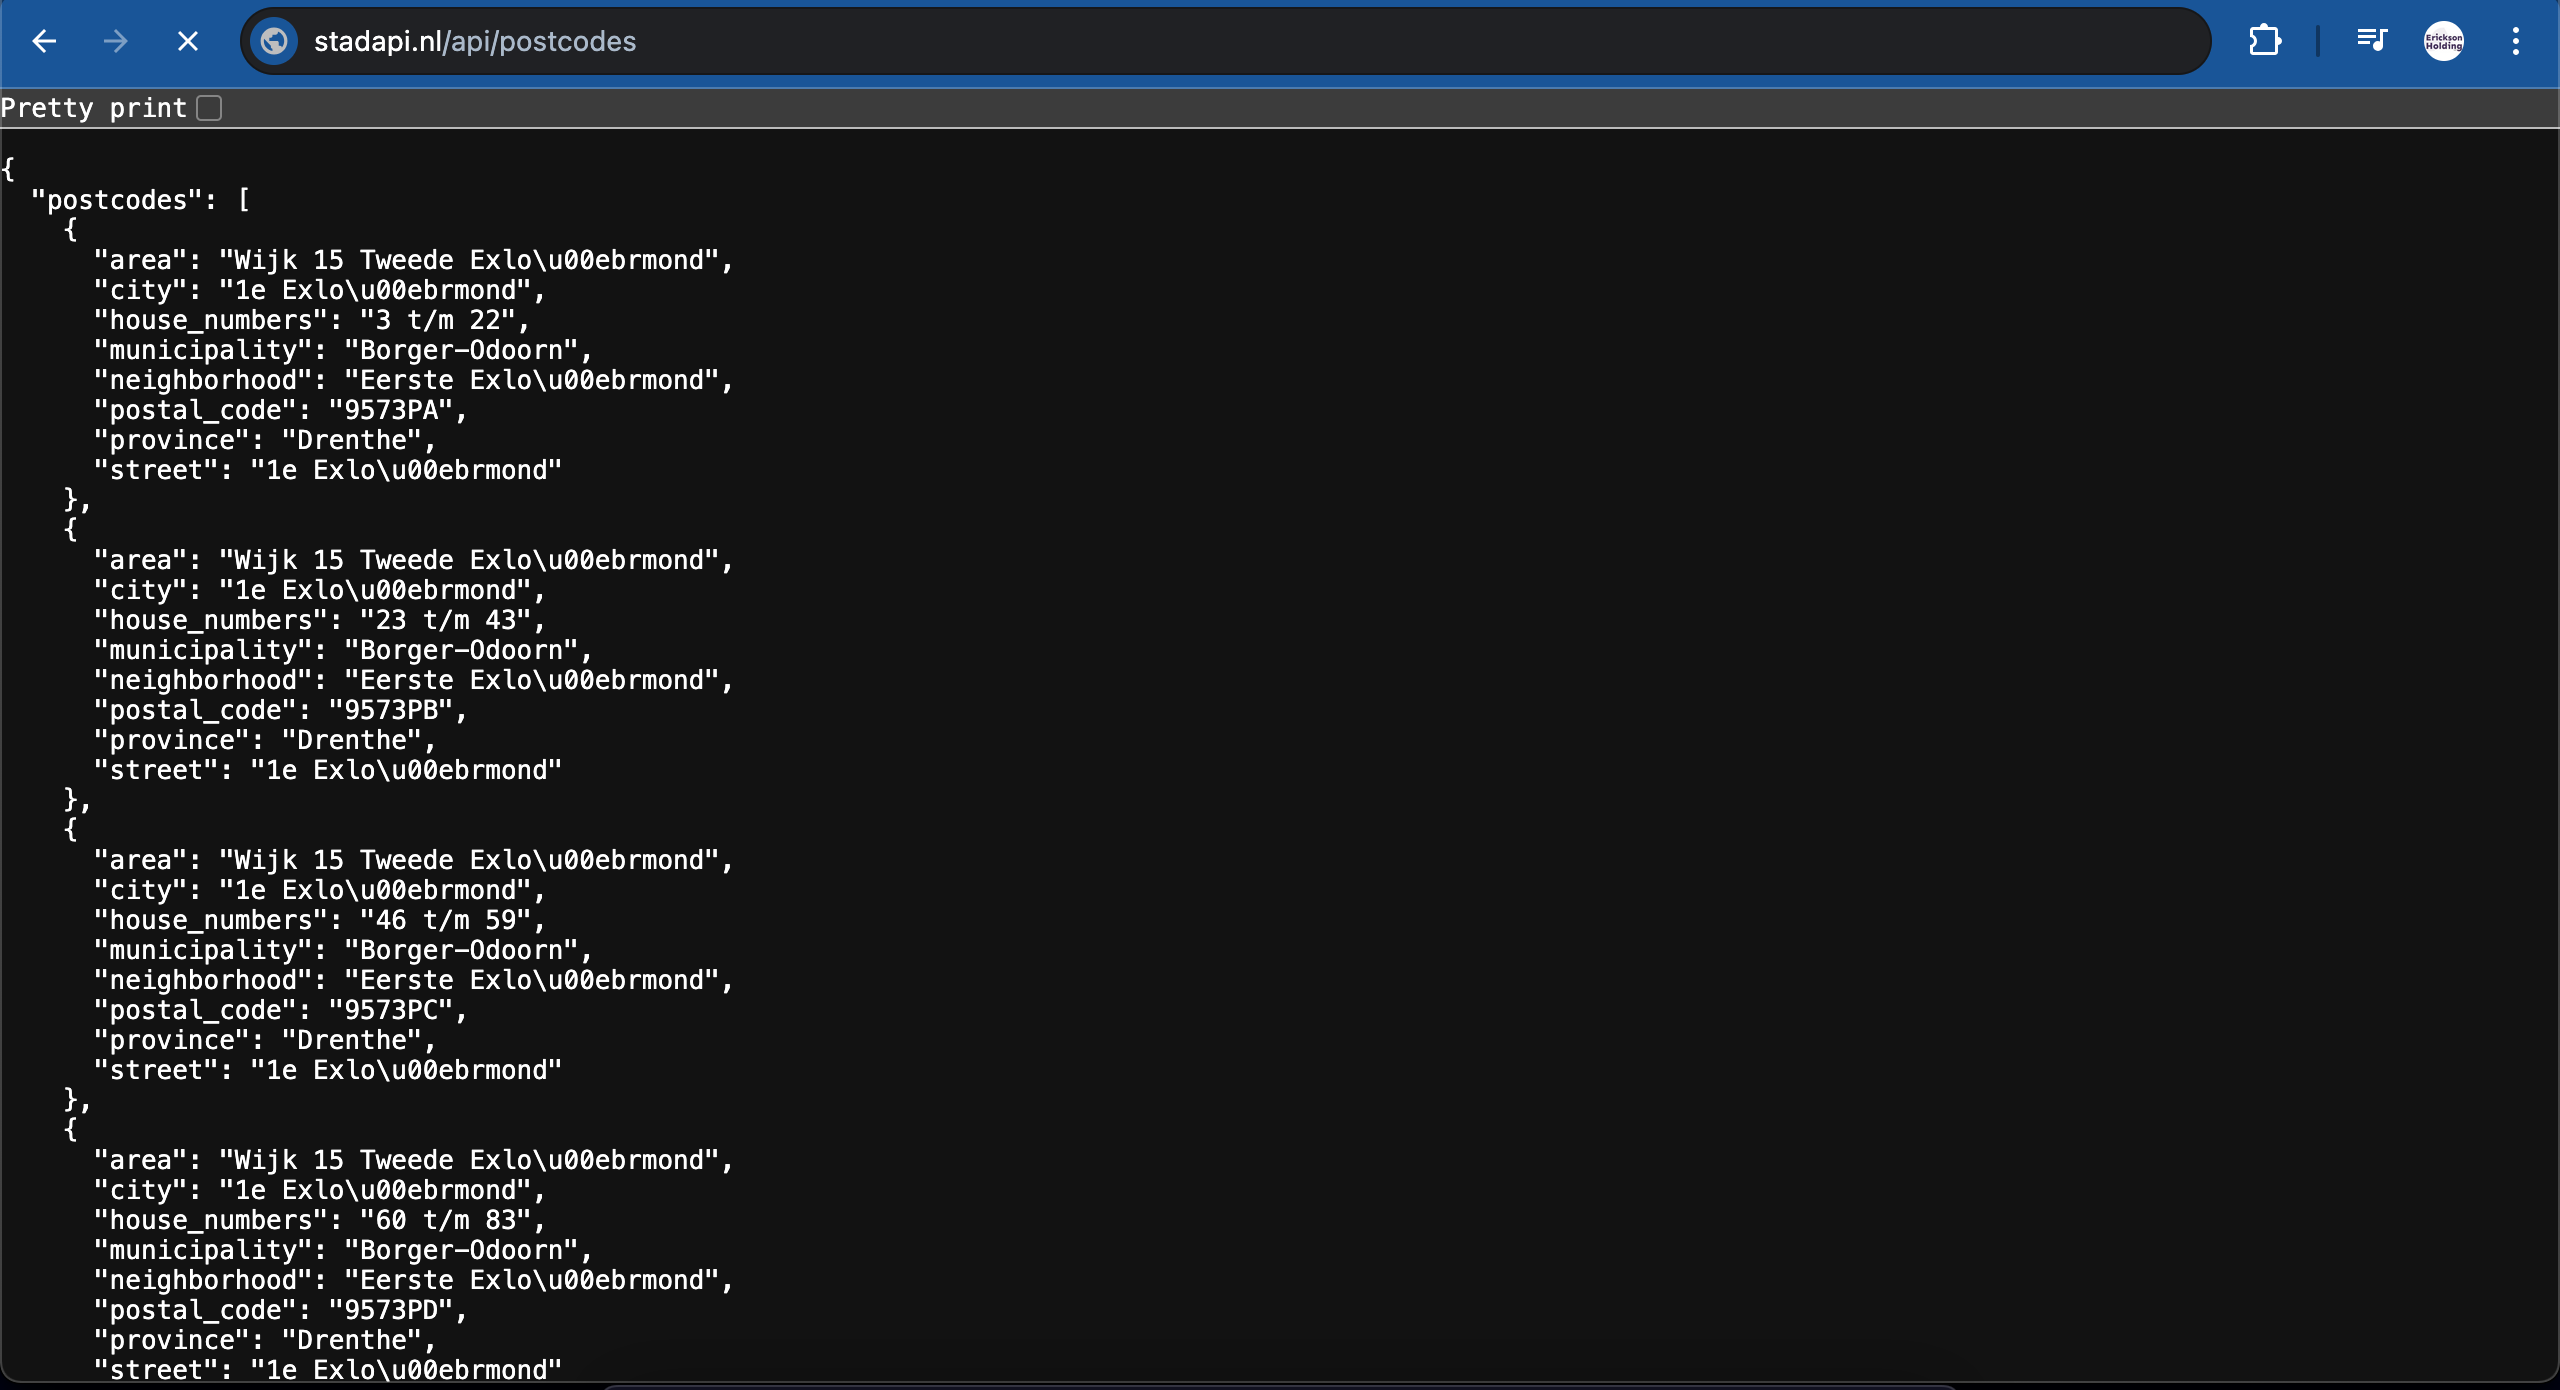 stadapi.nl/api/postcodes
Erickson
Holding
Pretty print
{
  "postcodes": [
    {
      "area": "Wijk 15 Tweede Exlo\u00ebrmond",
      "city": "1e Exlo\u00ebrmond",
      "house_numbers": "3 t/m 22",
      "municipality": "Borger-Odoorn",
      "neighborhood": "Eerste Exlo\u00ebrmond",
      "postal_code": "9573PA",
      "province": "Drenthe",
      "street": "1e Exlo\u00ebrmond"
    },
    {
      "area": "Wijk 15 Tweede Exlo\u00ebrmond",
      "city": "1e Exlo\u00ebrmond",
      "house_numbers": "23 t/m 43",
      "municipality": "Borger-Odoorn",
      "neighborhood": "Eerste Exlo\u00ebrmond",
      "postal_code": "9573PB",
      "province": "Drenthe",
      "street": "1e Exlo\u00ebrmond"
    },
    {
      "area": "Wijk 15 Tweede Exlo\u00ebrmond",
      "city": "1e Exlo\u00ebrmond",
      "house_numbers": "46 t/m 59",
      "municipality": "Borger-Odoorn",
      "neighborhood": "Eerste Exlo\u00ebrmond",
      "postal_code": "9573PC",
      "province": "Drenthe",
      "street": "1e Exlo\u00ebrmond"
    },
    {
      "area": "Wijk 15 Tweede Exlo\u00ebrmond",
      "city": "1e Exlo\u00ebrmond",
      "house_numbers": "60 t/m 83",
      "municipality": "Borger-Odoorn",
      "neighborhood": "Eerste Exlo\u00ebrmond",
      "postal_code": "9573PD",
      "province": "Drenthe",
      "street": "1e Exlo\u00ebrmond"